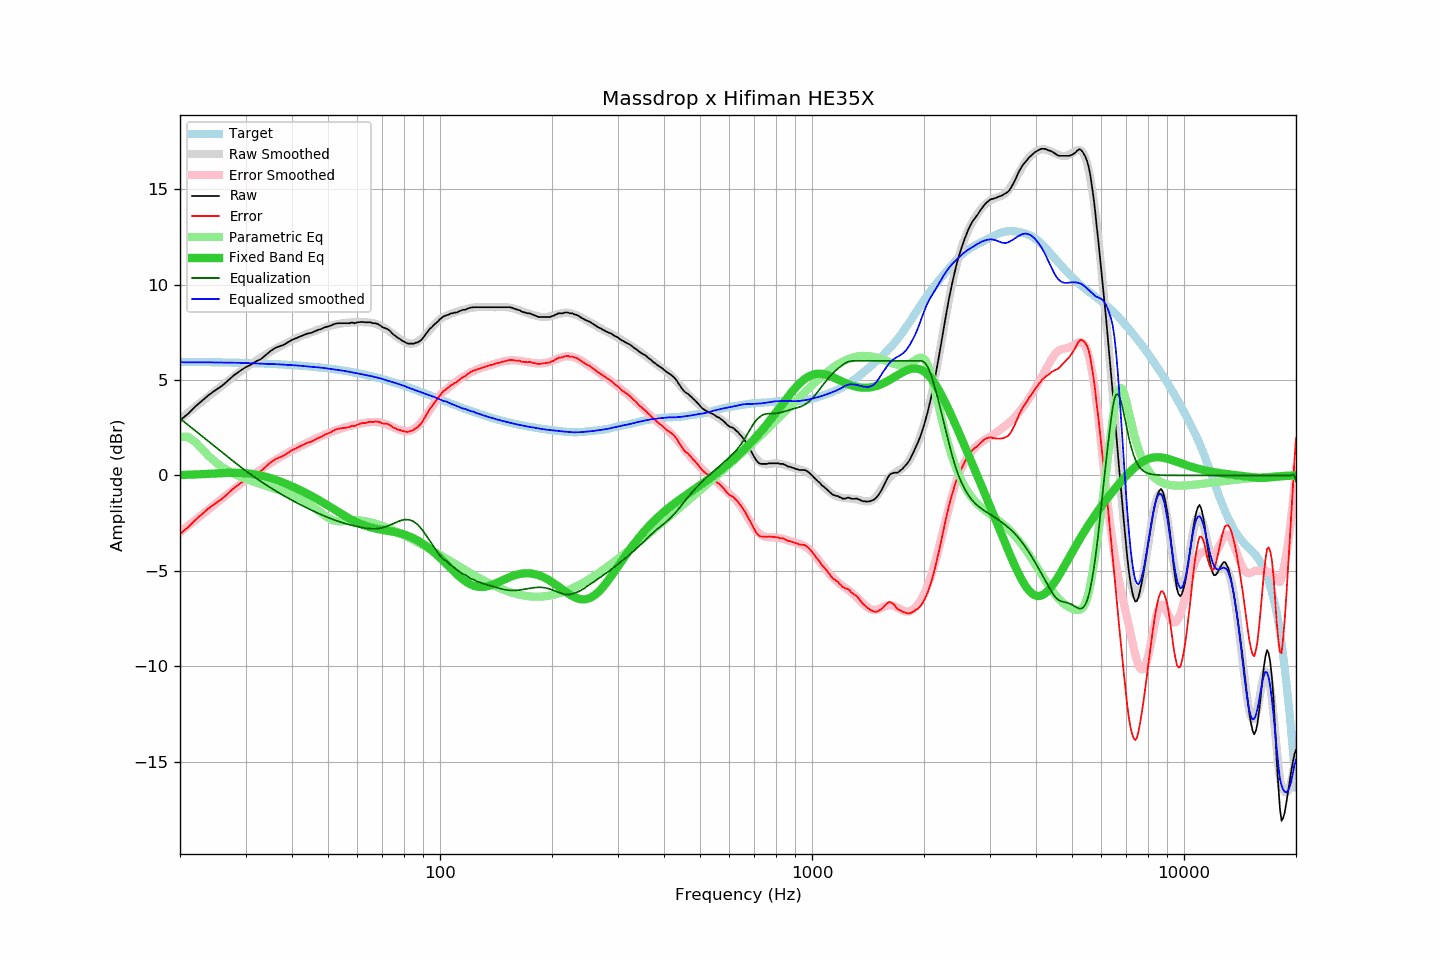 Massdrop x Hifiman HE35X
Target
Raw Smoothed
Error Smoothed
Raw
Error
Parametric Eq
Fixed Band Eq
Equalization
Equalized smoothed
Amplitude (dBr)
15
10
5
0
−5
−10
−15
100
1000
10000
Frequency (Hz)